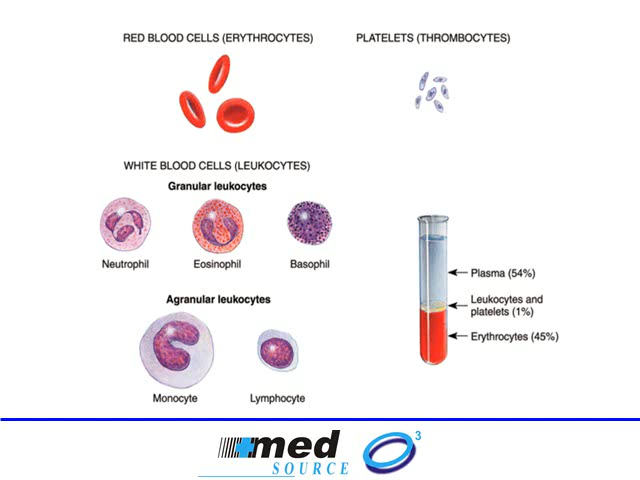 RED BLOOD CELLS (ERYTHROCYTES)
PLATELETS (THROMBOCYTES)
WHITE BLOOD CELLS (LEUKOCYTES)
Granular leukocytes
Neutrophil
Eosinophil
Basophil
Agranular leukocytes
Monocyte
Lymphocyte
Plasma (54%)
Leukocytes and
platelets (1%)
Erythrocytes (45%)
med
SOURCE
3